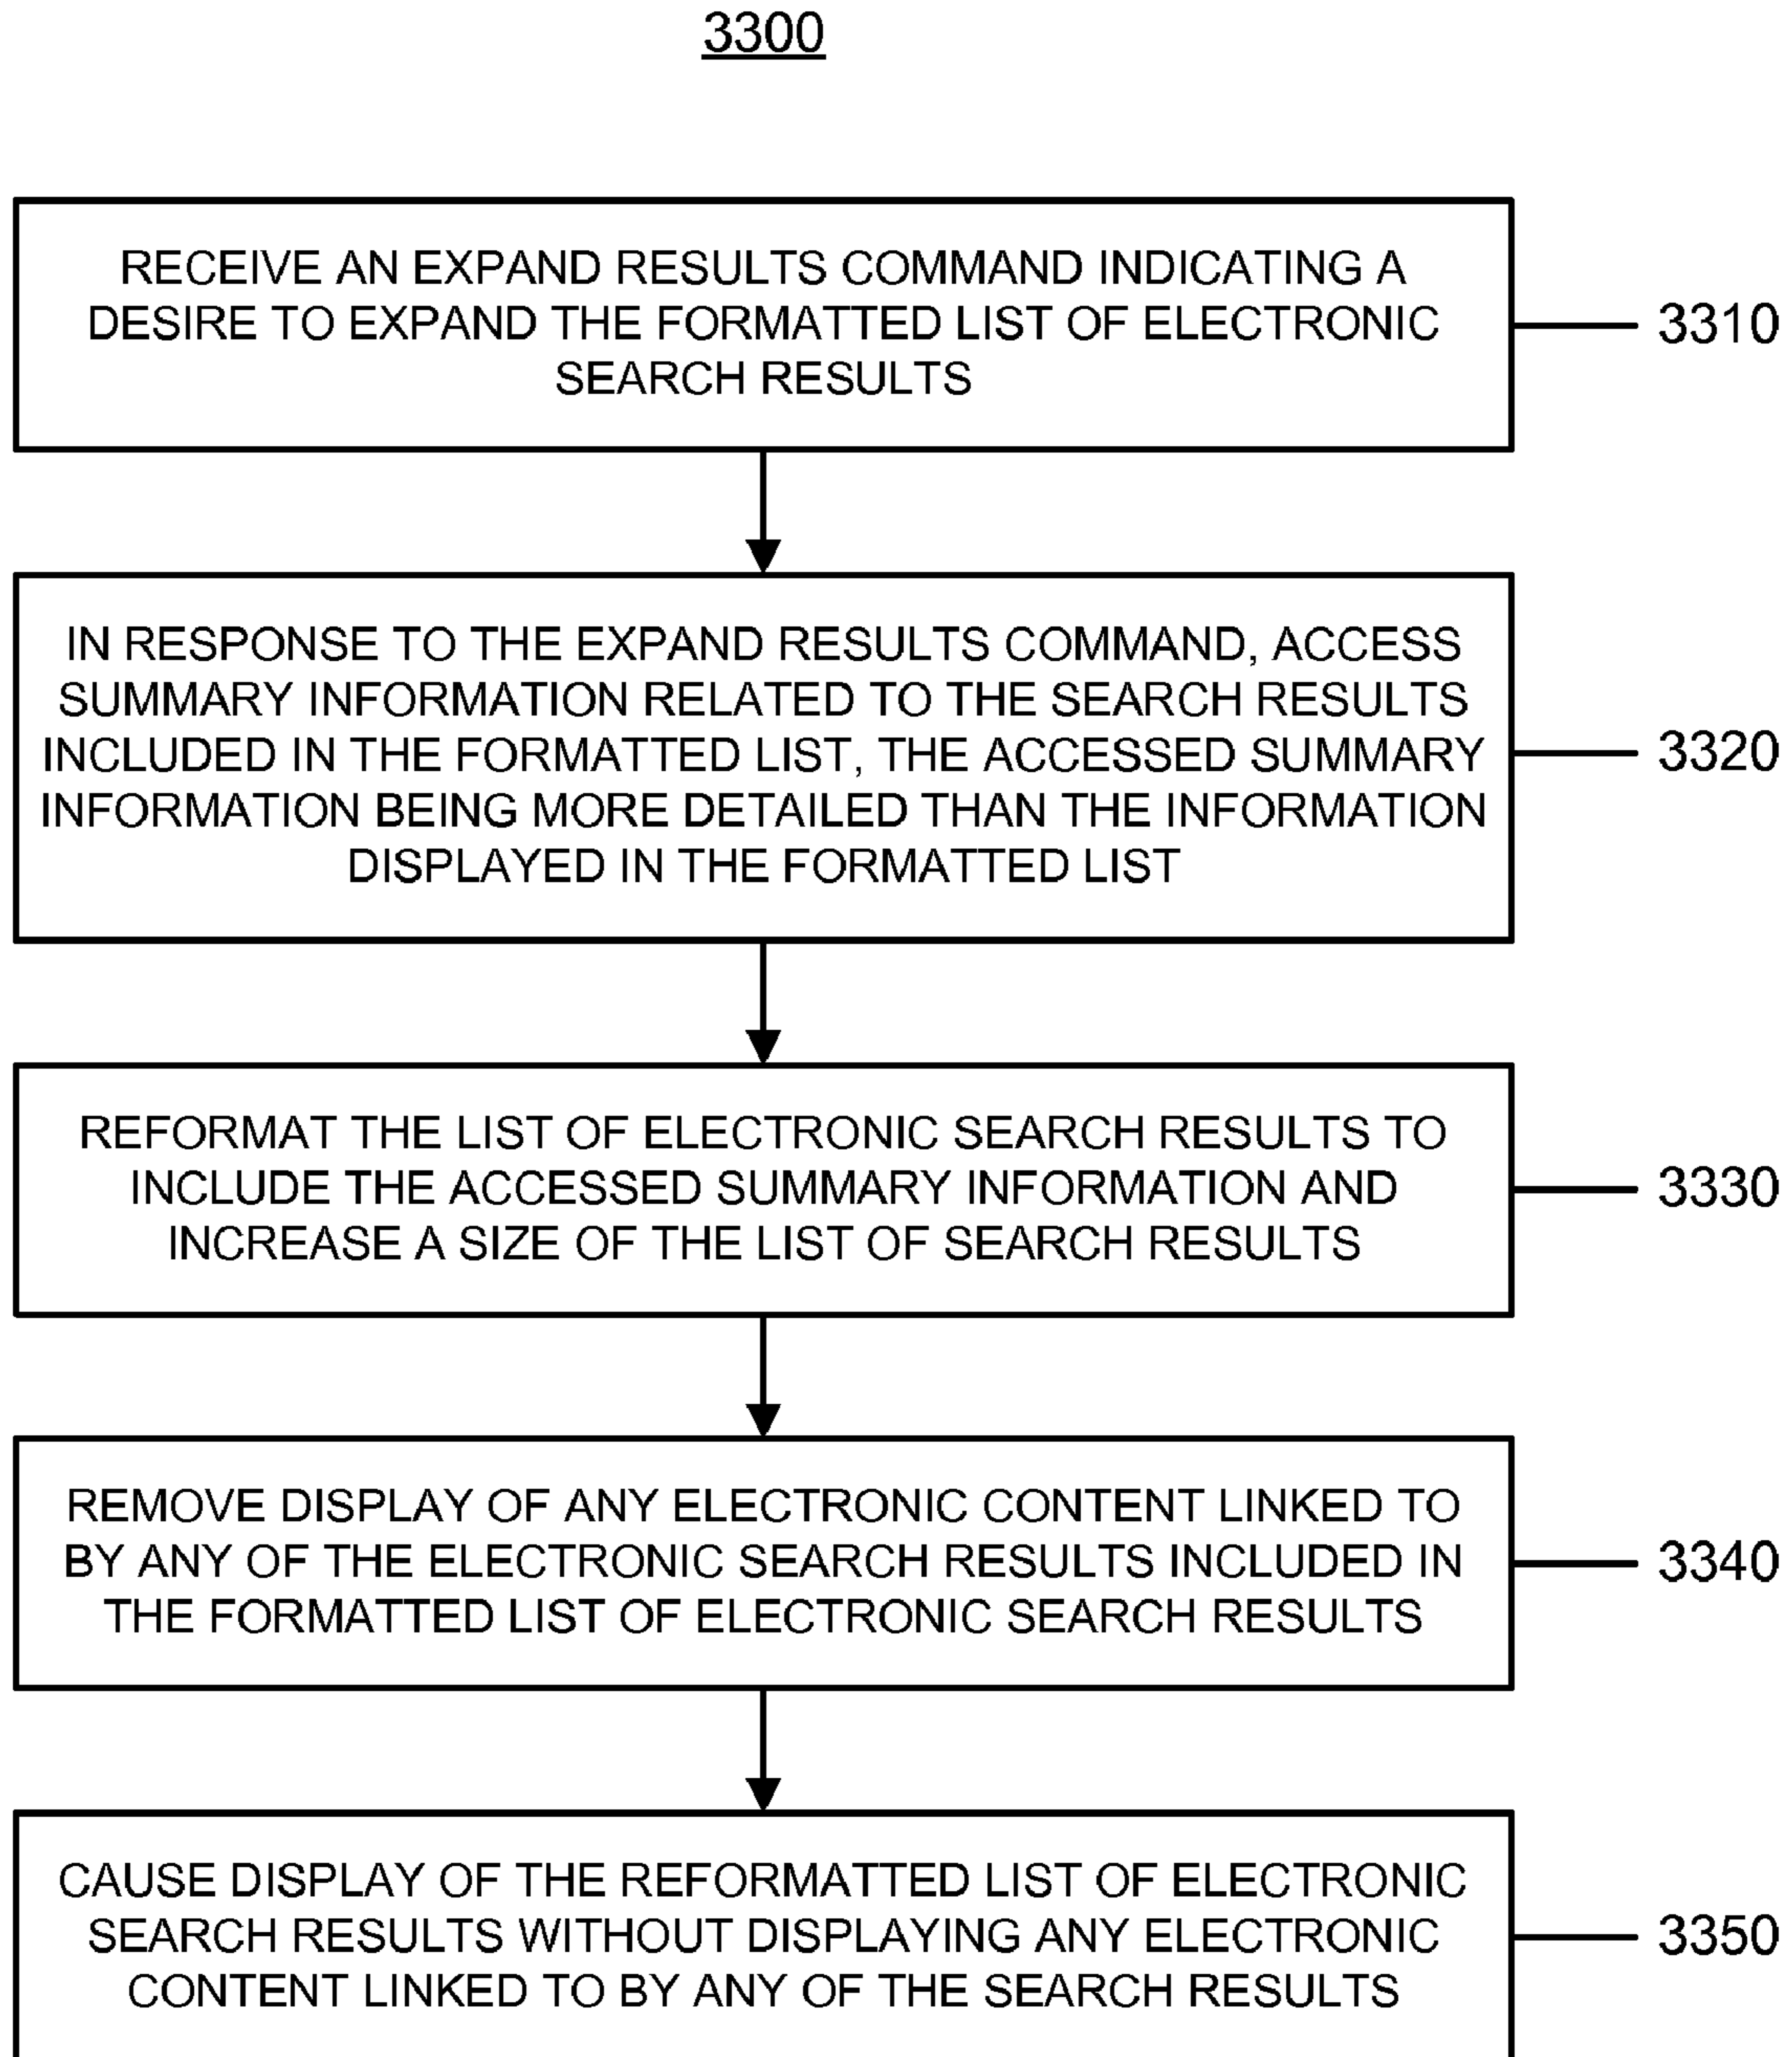 3300
RECEIVE AN EXPAND RESULTS COMMAND INDICATING A
DESIRE TO EXPAND THE FORMATTED LIST OF ELECTRONIC
SEARCH RESULTS
3310
IN RESPONSE TO THE EXPAND RESULTS COMMAND, ACCESS
SUMMARY INFORMATION RELATED TO THE SEARCH RESULTS
INCLUDED IN THE FORMATTED LIST, THE ACCESSED SUMMARY
INFORMATION BEING MORE DETAILED THAN THE INFORMATION
DISPLAYED IN THE FORMATTED LIST
3320
REFORMAT THE LIST OF ELECTRONIC SEARCH RESULTS TO
INCLUDE THE ACCESSED SUMMARY INFORMATION AND
INCREASE A SIZE OF THE LIST OF SEARCH RESULTS
3330
REMOVE DISPLAY OF ANY ELECTRONIC CONTENT LINKED TO
BY ANY OF THE ELECTRONIC SEARCH RESULTS INCLUDED IN
THE FORMATTED LIST OF ELECTRONIC SEARCH RESULTS
3340
CAUSE DISPLAY OF THE REFORMATTED LIST OF ELECTRONIC
SEARCH RESULTS WITHOUT DISPLAYING ANY ELECTRONIC
CONTENT LINKED TO BY ANY OF THE SEARCH RESULTS
3350